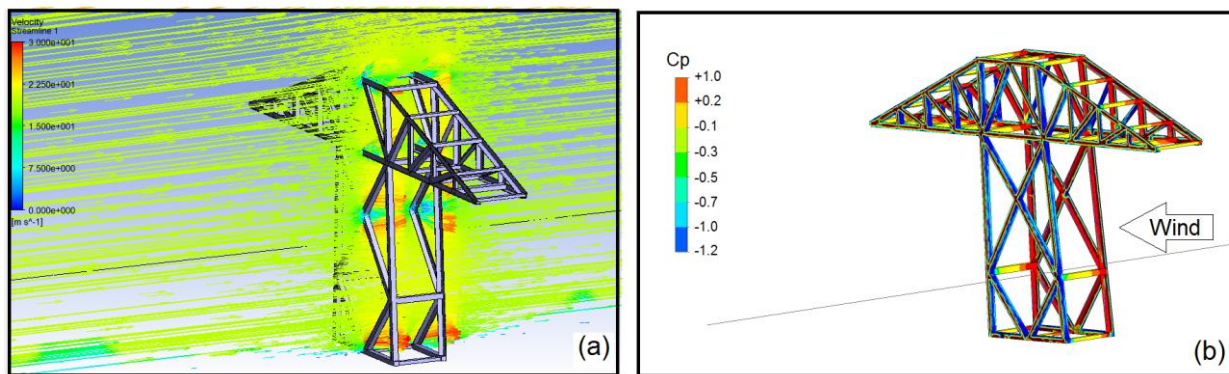 Velocity
Streamline 1
3.000e+001
2.250e+001
1.500e+001
7.500e+000
0.000e+000
[m s^-1]
(a)
Cp
+1.0
+0.2
-0.1
-0.3
-0.5
-0.7
-1.0
-1.2
Wind
(b)